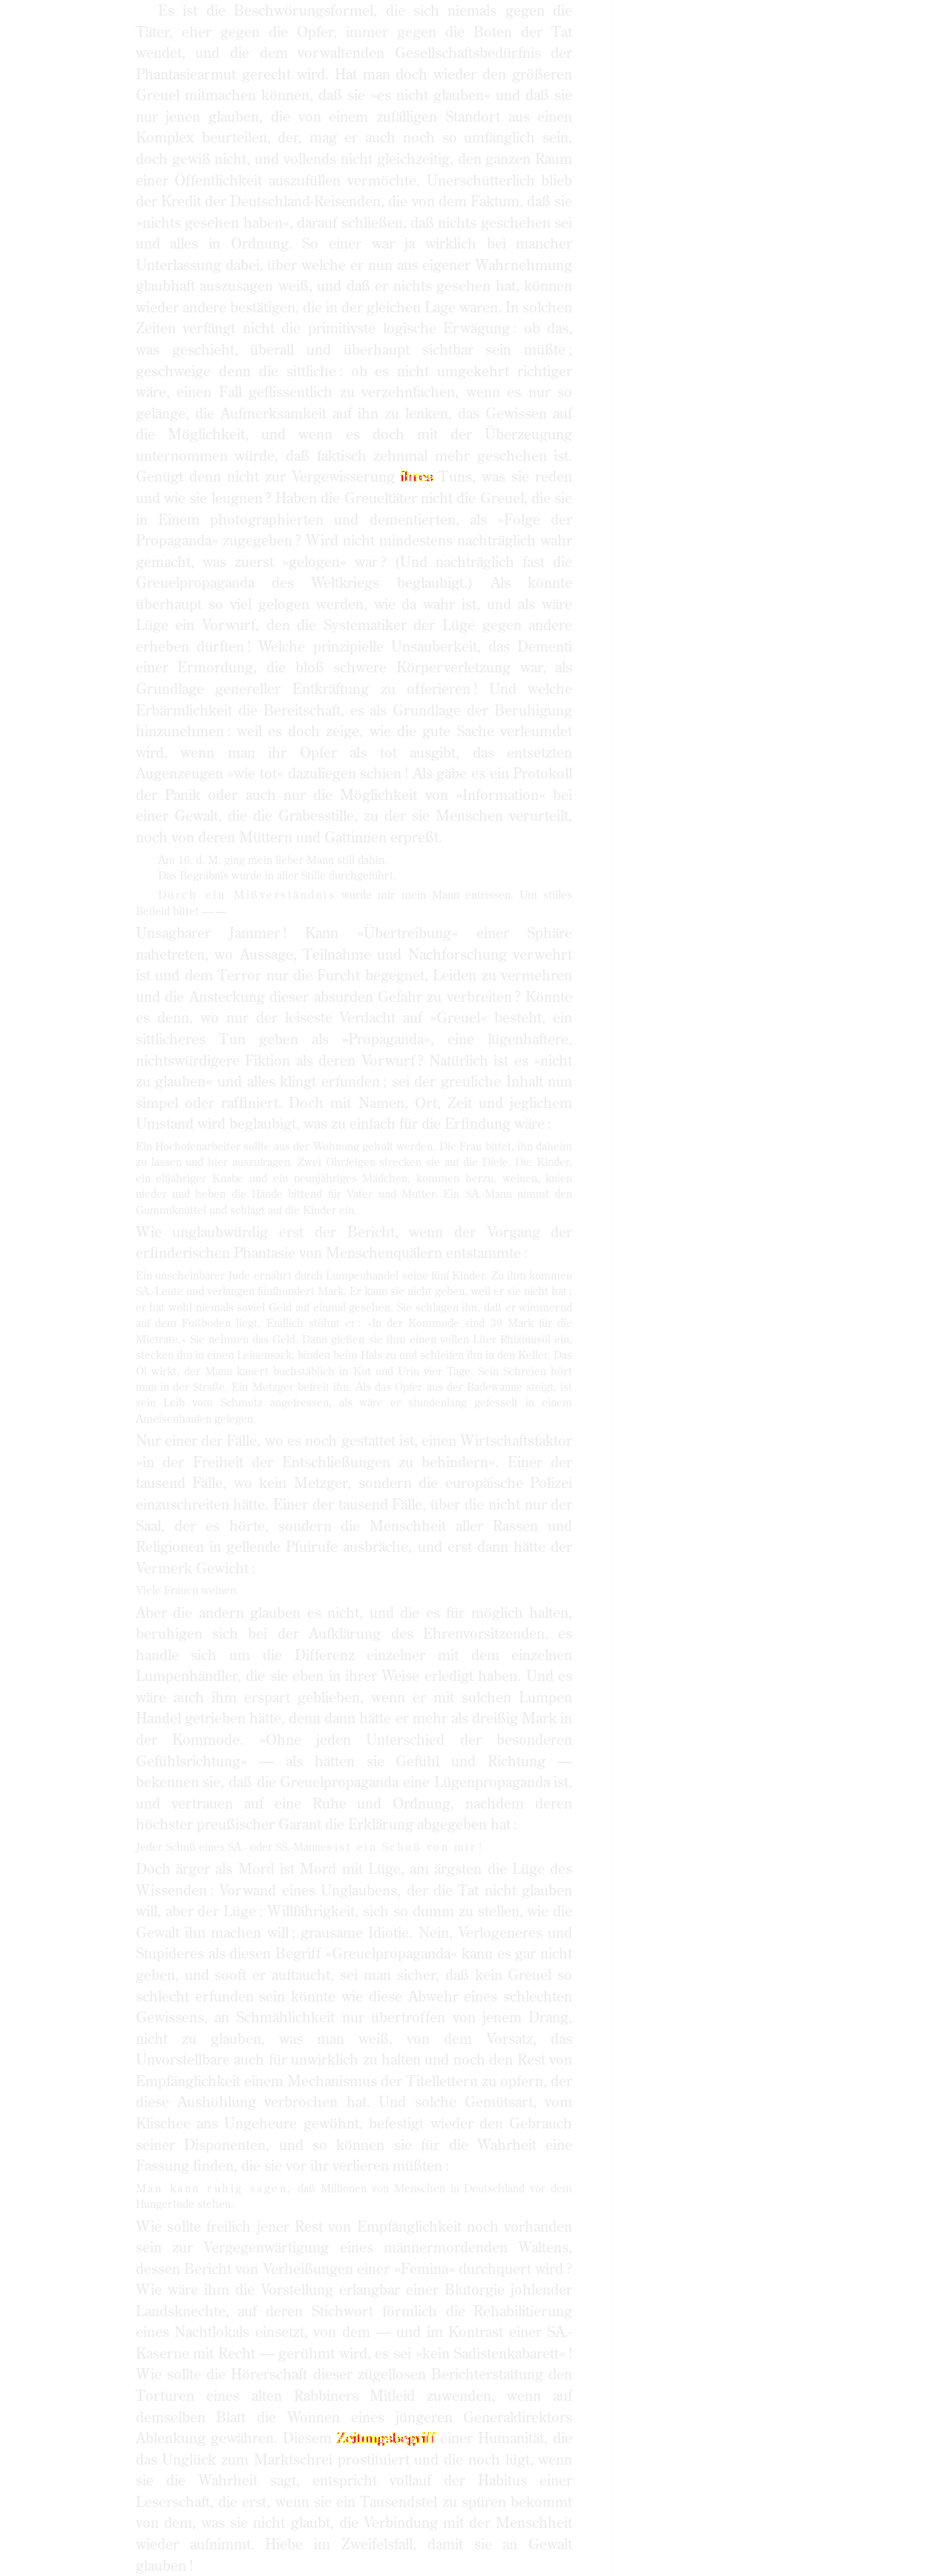 Es ist die Beschwörungsformel, die sich niemals gegen die
Täter, eher gegen die Opfer, immer gegen die Boten der Tat
wendet, und die dem vorwaltenden Gesellschaftsbedürfnis der
Phantasiearmut gerecht wird. Hat man doch wieder den größeren
Greuel mitmachen können, daß sie »es nicht glauben« und daß sie
nur jenen glauben, die von einem zufälligen Standort aus einen
Komplex beurteilen, der, mag er auch noch so umfänglich sein,
doch gewiß nicht, und vollends nicht gleichzeitig, den ganzen Raum
einer Öffentlichkeit auszufüllen vermöchte. Unerschütterlich blieb
der Kredit der Deutschland-Reisenden, die von dem Faktum, daß sie
»nichts gesehen haben«, darauf schließen, daß nichts geschehen sei
und alles in Ordnung. So einer war ja wirklich bei mancher
Unterlassung dabei, über welche er nun aus eigener Wahrnehmung
glaubhaft auszusagen weiß, und daß er nichts gesehen hat, können
wieder andere bestätigen, die in der gleichen Lage waren. In solchen
Zeiten verfängt nicht die primitivste logische Erwägung : ob das,
was geschieht, überall und überhaupt sichtbar sein müßte ;
geschweige denn die sittliche : ob es nicht umgekehrt richtiger
wäre, einen Fall geflissentlich zu verzehnfachen, wenn es nur so
gelänge, die Aufmerksamkeit auf ihn zu lenken, das Gewissen auf
die Möglichkeit, und wenn es doch mit der Überzeugung
unternommen würde, daß faktisch zehnmal mehr geschehen ist.
Genügt denn nicht zur Vergewisserung ihres Tuns, was sie reden
und wie sie leugnen ? Haben die Greueltäter nicht die Greuel, die sie
in Einem photographierten und dementierten, als »Folge der
Propaganda« zugegeben ? Wird nicht mindestens nachträglich wahr
gemacht, was zuerst »gelogen« war ? (Und nachträglich fast die
Greuelpropaganda des Weltkriegs beglaubigt.) Als könnte
überhaupt so viel gelogen werden, wie da wahr ist, und als wäre
Lüge ein Vorwurf, den die Systematiker der Lüge gegen andere
erheben dürften ! Welche prinzipielle Unsauberkeit, das Dementi
einer Ermordung, die bloß schwere Körperverletzung war, als
Grundlage genereller Entkräftung zu offerieren ! Und welche
Erbärmlichkeit die Bereitschaft, es als Grundlage der Beruhigung
hinzunehmen : weil es doch zeige, wie die gute Sache verleumdet
wird, wenn man ihr Opfer als tot ausgibt, das entsetzten
Augenzeugen »wie tot« dazuliegen schien ! Als gäbe es ein Protokoll
der Panik oder auch nur die Möglichkeit von »Information« bei
einer Gewalt, die die Grabesstille, zu der sie Menschen verurteilt,
noch von deren Müttern und Gattinnen erpreßt.
Am 16. d. M. ging mein lieber Mann still dahin.
Das Begräbnis wurde in aller Stille durchgeführt.
Durch ein Mißverständnis wurde mir mein Mann entrissen. Um stilles
Beileid bittet — —
Unsagbarer Jammer ! Kann »Übertreibung« einer Sphäre
nahetreten, wo Aussage, Teilnahme und Nachforschung verwehrt
ist und dem Terror nur die Furcht begegnet, Leiden zu vermehren
und die Ansteckung dieser absurden Gefahr zu verbreiten ? Könnte
es denn, wo nur der leiseste Verdacht auf »Greuel« besteht, ein
sittlicheres Tun geben als »Propaganda«, eine lügenhaftere,
nichtswürdigere Fiktion als deren Vorwurf ? Natürlich ist es »nicht
zu glauben« und alles klingt erfunden ; sei der greuliche Inhalt nun
simpel oder raffiniert. Doch mit Namen, Ort, Zeit und jeglichem
Umstand wird beglaubigt, was zu einfach für die Erfindung wäre :
Ein Hochofenarbeiter sollte aus der Wohnung geholt werden. Die Frau bittet, ihn daheim
zu lassen und hier auszufragen. Zwei Ohrfeigen strecken sie auf die Diele. Die Kinder,
ein elfjähriger Knabe und ein neunjähriges Mädchen, kommen herzu, weinen, knien
nieder und heben die Hände bittend für Vater und Mutter. Ein SA.-Mann nimmt den
Gummiknüttel und schlägt auf die Kinder ein.
Wie unglaubwürdig erst der Bericht, wenn der Vorgang der
erfinderischen Phantasie von Menschenquälern entstammte :
Ein unscheinbarer Jude ernährt durch Lumpenhandel seine fünf Kinder. Zu ihm kommen
SA.-Leute und verlangen fünfhundert Mark. Er kann sie nicht geben, weil er sie nicht hat ;
er hat wohl niemals soviel Geld auf einmal gesehen. Sie schlagen ihn, daß er wimmernd
auf dem Fußboden liegt. Endlich stöhnt er : »In der Kommode sind 30 Mark für die
Mietrate.« Sie nehmen das Geld. Dann gießen sie ihm einen vollen Liter Rhizinusöl ein,
stecken ihn in einen Leinensack, binden beim Hals zu und schleifen ihn in den Keller. Das
Öl wirkt, der Mann kauert buchstäblich in Kot und Urin vier Tage. Sein Schreien hört
man in der Straße. Ein Metzger befreit ihn. Als das Opfer aus der Badewanne steigt, ist
sein Leib vom Schmutz angefressen, als wäre er stundenlang gefesselt in einem
Ameisenhaufen gelegen.
Nur einer der Fälle, wo es noch gestattet ist, einen Wirtschaftsfaktor
»in der Freiheit der Entschließungen zu behindern«. Einer der
tausend Fälle, wo kein Metzger, sondern die europäische Polizei
einzuschreiten hätte. Einer der tausend Fälle, über die nicht nur der
Saal, der es hörte, sondern die Menschheit aller Rassen und
Religionen in gellende Pfuirufe ausbräche, und erst dann hätte der
Vermerk Gewicht :
Viele Frauen weinen.
Aber die andern glauben es nicht, und die es für möglich halten,
beruhigen sich bei der Aufklärung des Ehrenvorsitzenden, es
handle sich um die Differenz einzelner mit dem einzelnen
Lumpenhändler, die sie eben in ihrer Weise erledigt haben. Und es
wäre auch ihm erspart geblieben, wenn er mit solchen Lumpen
Handel getrieben hätte, denn dann hätte er mehr als dreißig Mark in
der Kommode. »Ohne jeden Unterschied der besonderen
Gefühlsrichtung« — als hätten sie Gefühl und Richtung —
bekennen sie, daß die Greuelpropaganda eine Lügenpropaganda ist,
und vertrauen auf eine Ruhe und Ordnung, nachdem deren
höchster preußischer Garant die Erklärung abgegeben hat :
Jeder Schuß eines SA.- oder SS.-Mannes ist ein Schuß von mir !
Doch ärger als Mord ist Mord mit Lüge, am ärgsten die Lüge des
Wissenden : Vorwand eines Unglaubens, der die Tat nicht glauben
will, aber der Lüge ; Willfährigkeit, sich so dumm zu stellen, wie die
Gewalt ihn machen will ; grausame Idiotie. Nein, Verlogeneres und
Stupideres als diesen Begriff »Greuelpropaganda« kann es gar nicht
geben, und sooft er auftaucht, sei man sicher, daß kein Greuel so
schlecht erfunden sein könnte wie diese Abwehr eines schlechten
Gewissens, an Schmählichkeit nur übertroffen von jenem Drang,
nicht zu glauben, was man weiß, von dem Vorsatz, das
Unvorstellbare auch für unwirklich zu halten und noch den Rest von
Empfänglichkeit einem Mechanismus der Titellettern zu opfern, der
diese Aushöhlung verbrochen hat. Und solche Gemütsart, vom
Klischee ans Ungeheure gewöhnt, befestigt wieder den Gebrauch
seiner Disponenten, und so können sie für die Wahrheit eine
Fassung finden, die sie vor ihr verlieren müßten :
Man kann ruhig sagen, daß Millionen von Menschen in Deutschland vor dem
Hungertode stehen.
Wie sollte freilich jener Rest von Empfänglichkeit noch vorhanden
sein zur Vergegenwärtigung eines männermordenden Waltens,
dessen Bericht von Verheißungen einer »Femina« durchquert wird ?
Wie wäre ihm die Vorstellung erlangbar einer Blutorgie johlender
Landsknechte, auf deren Stichwort förmlich die Rehabilitierung
eines Nachtlokals einsetzt, von dem — und im Kontrast einer SA.-
Kaserne mit Recht — gerühmt wird, es sei »kein Sadistenkabarett« !
Wie sollte die Hörerschaft dieser zügellosen Berichterstattung den
Torturen eines alten Rabbiners Mitleid zuwenden, wenn auf
demselben Blatt die Wonnen eines jüngeren Generaldirektors
Ablenkung gewähren. Diesem Zeitungsbegriff einer Humanität, die
das Unglück zum Marktschrei prostituiert und die noch lügt, wenn
sie die Wahrheit sagt, entspricht vollauf der Habitus einer
Leserschaft, die erst, wenn sie ein Tausendstel zu spüren bekommt
von dem, was sie nicht glaubt, die Verbindung mit der Menschheit
wieder aufnimmt. Hiebe im Zweifelsfall, damit sie an Gewalt
glauben !